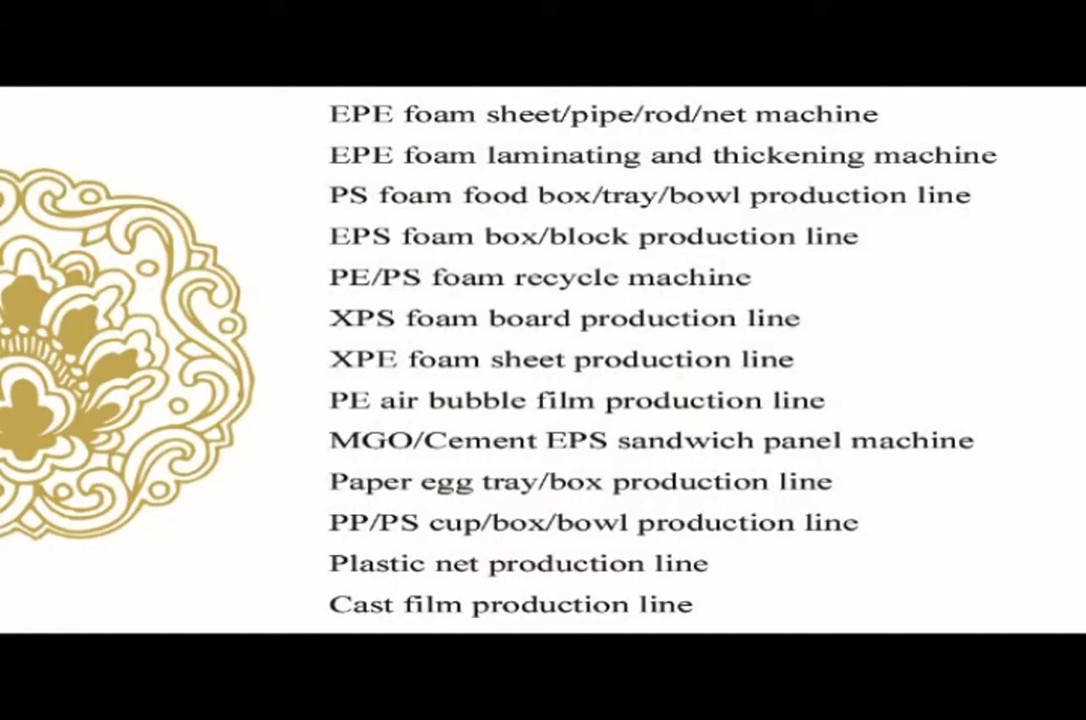 EPE foam sheet/pipe/rod/net machine
EPE foam laminating and thickening machine
PS foam food box/tray/bowl production line
EPS foam box/block production line
PE/PS foam recycle machine
XPS foam board production line
XPE foam sheet production line
PE air bubble film production line
MGO/Cement EPS sandwich panel machine
Paper egg tray/box production line
PP/PS cup/box/bowl production line
Plastic net production line
Cast film production line